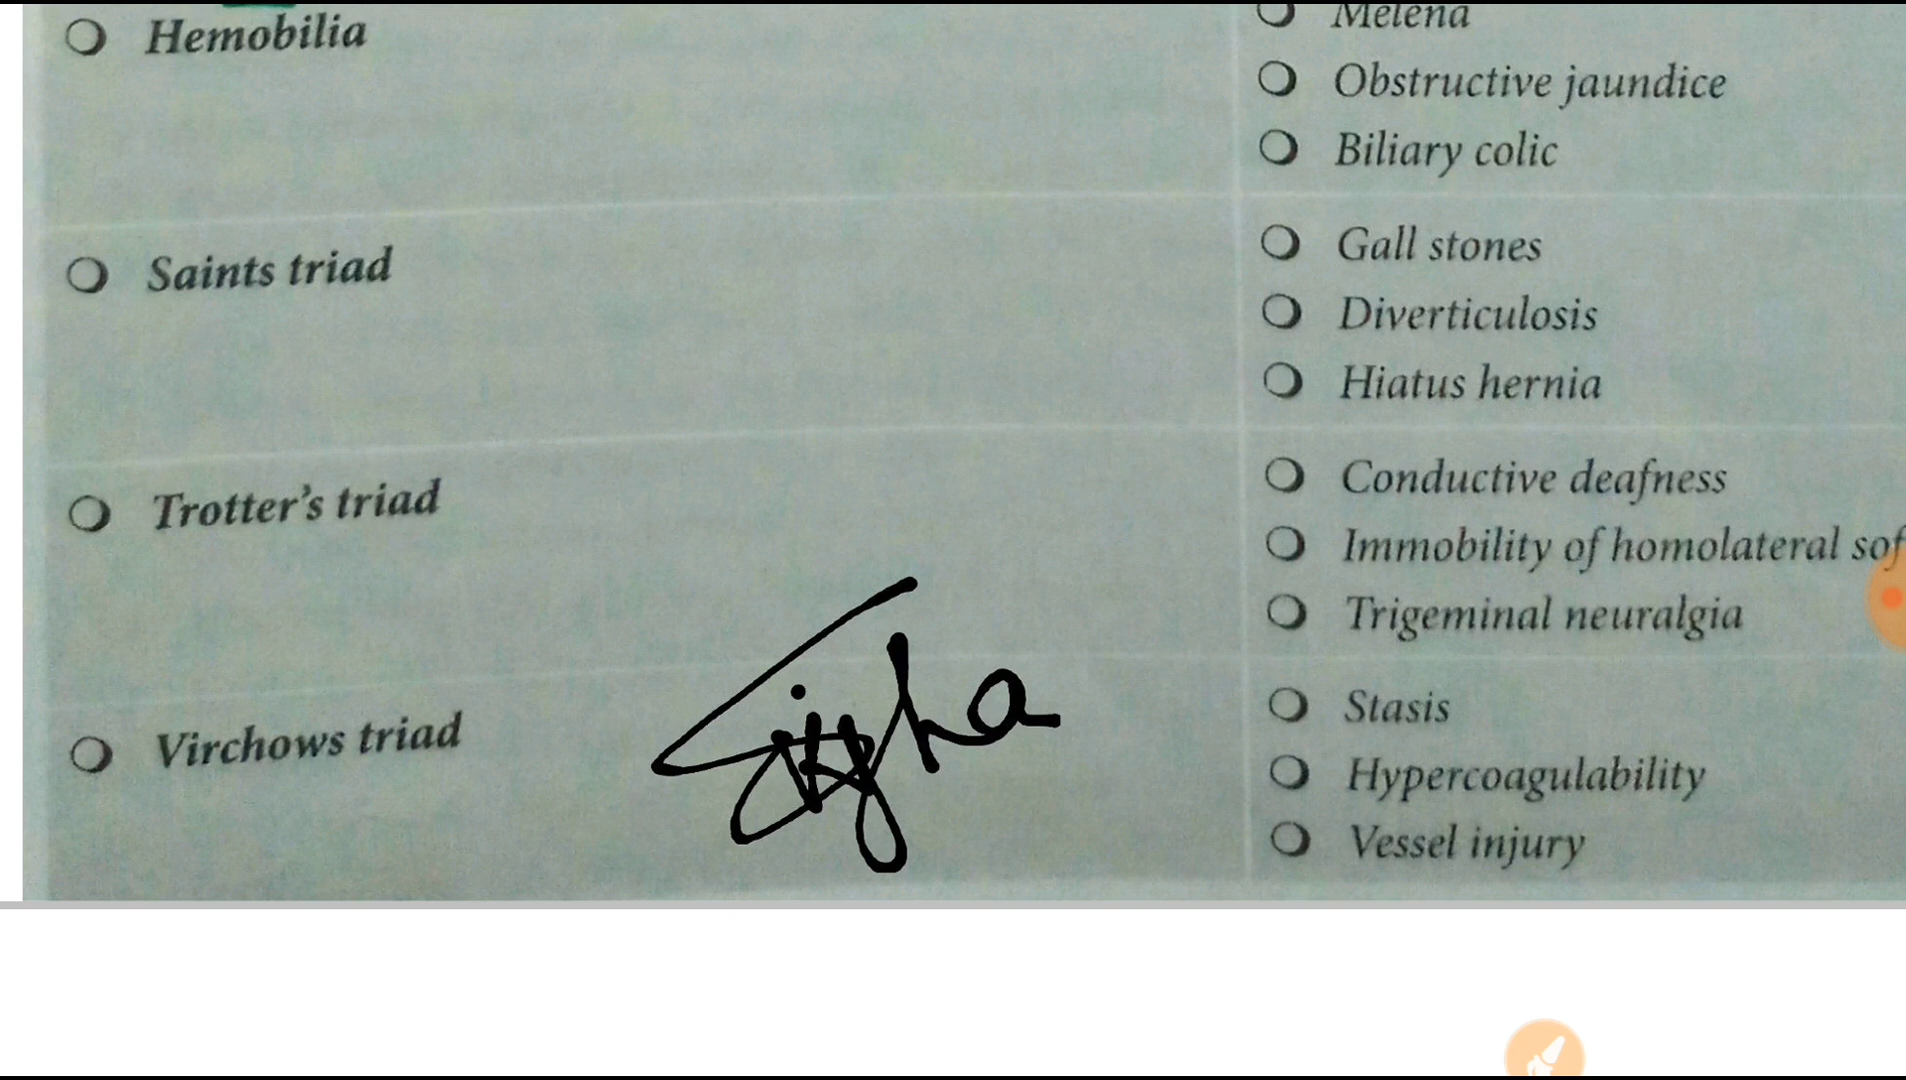 Hemobilia
Melena
Obstructive jaundice
Biliary colic
Saints triad
Gall stones
Diverticulosis
Hiatus hernia
Trotter's triad
Conductive deafness
Immobility of homolateral sof
Trigeminal neuralgia
Virchows triad
Stasis
Hypercoagulability
Vessel injury